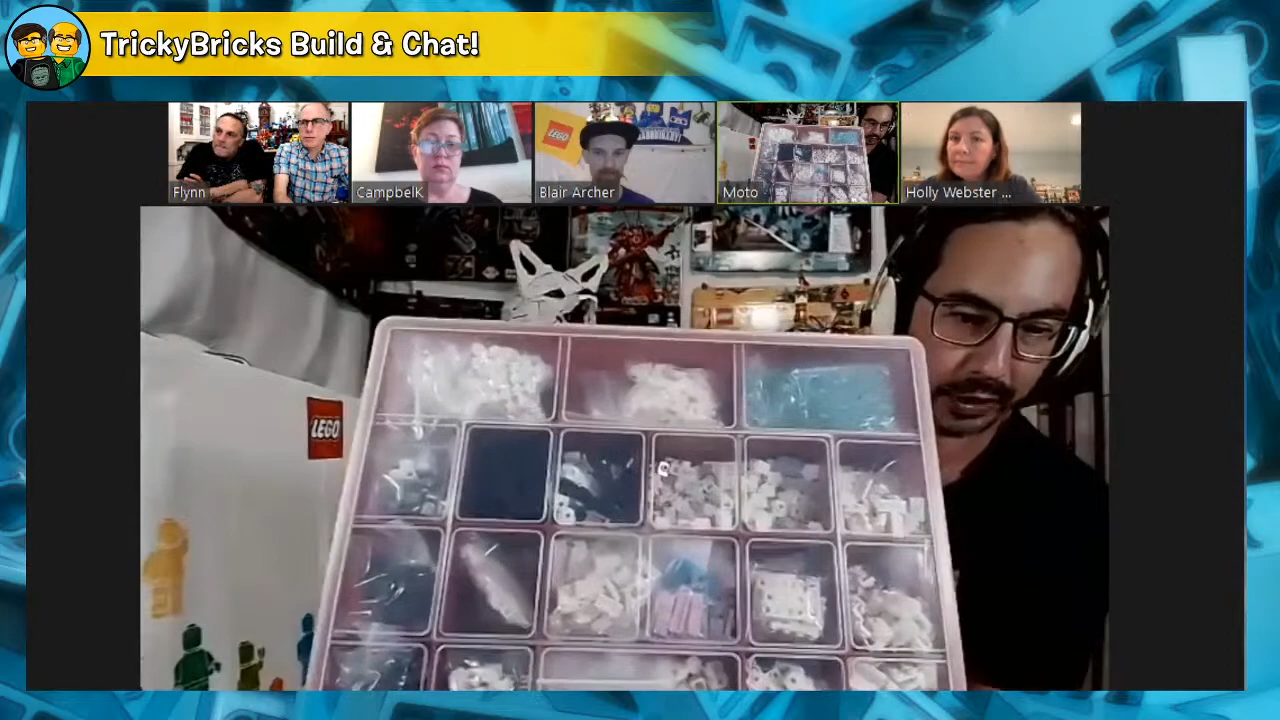 TrickyBricks Build & Chat!
LEGO
Flynn
CampbelK
Blair Archer
Moto
Holly Webster ...
LEGO